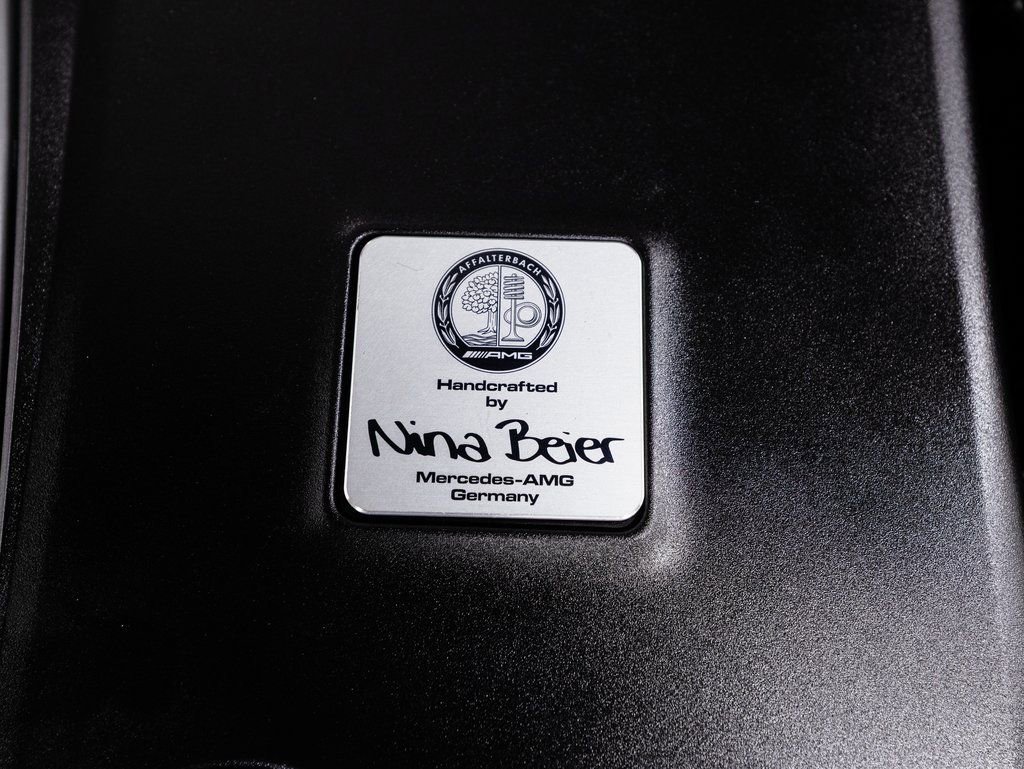 AFFALTERBACH
AMG
Handcrafted
by
Nina Beier
Mercedes-AMG
Germany